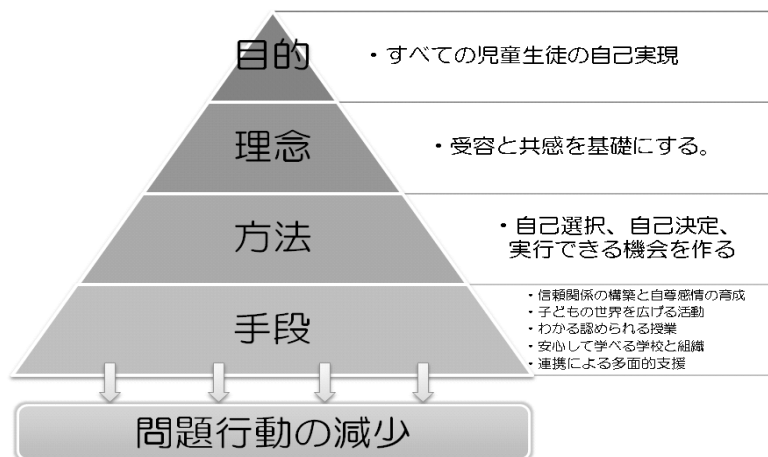 目的
・すべての児童生徒の自己実現
理念
・受容と共感を基礎にする。
方法
・自己選択、自己決定、
実行できる機会を作る
手段
・信頼関係の構築と自尊感情の育成
・子どもの世界を広げる活動
・わかる認められる授業
・安心して学べる学校と組織
・連携による多面的支援
問題行動の減少